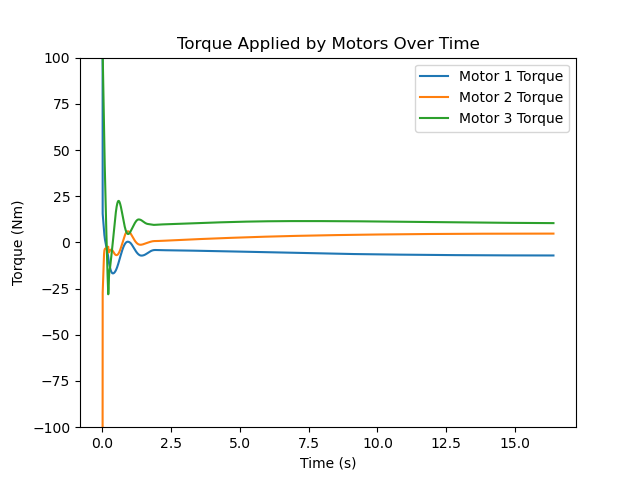 Torque Applied by Motors Over Time
100
75
50
25
0
−25
−50
−75
−100
Torque (Nm)
Motor 1 Torque
Motor 2 Torque
Motor 3 Torque
0.0 2.5 5.0 7.5 10.0 12.5 15.0
Time (s)